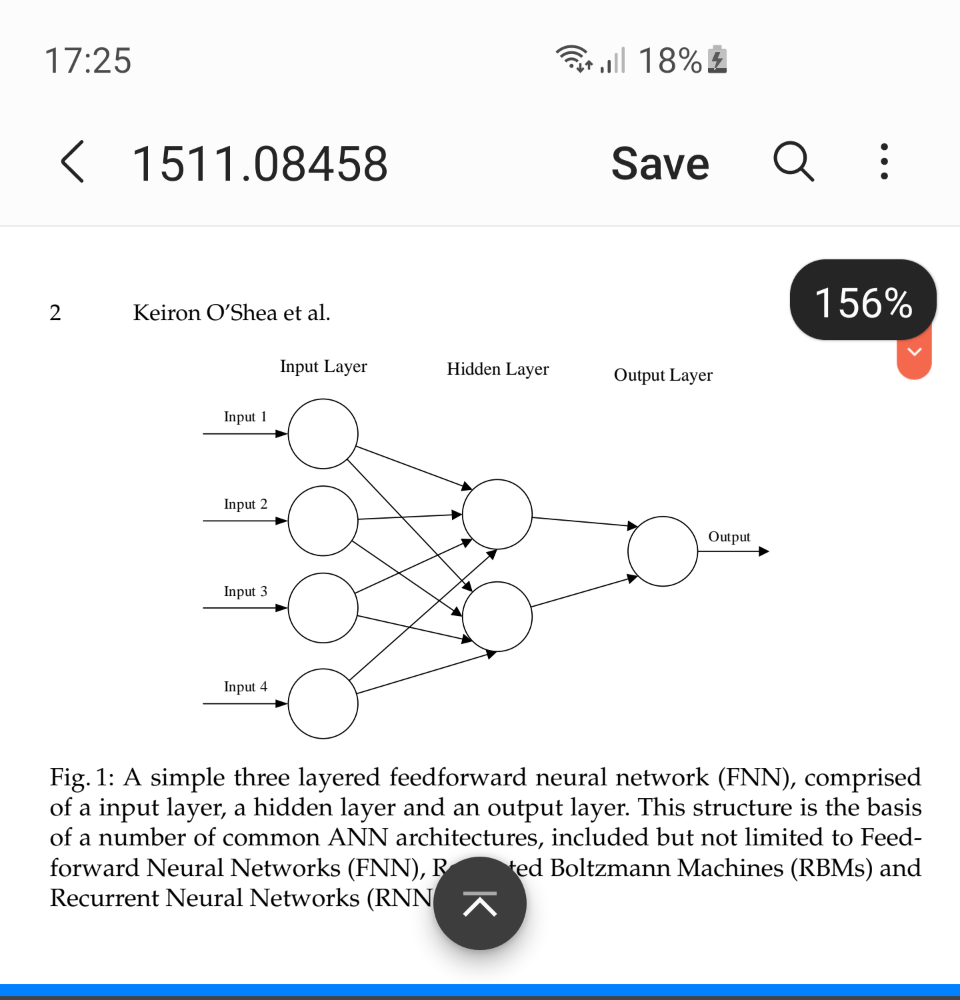 17:25 18%
1511.08458 Save
156%
2 Keiron O’Shea et al.
Input Layer Hidden Layer Output Layer
Input 1
Input 2
Output
Input 3
Input 4
Fig. 1: A simple three layered feedforward neural network (FNN), comprised
of a input layer, a hidden layer and an output layer. This structure is the basis
of a number of common ANN architectures, included but not limited to Feed-
forward Neural Networks (FNN), Boltzmann Machines (RBMs) and
Recurrent Neural Networks (RNN